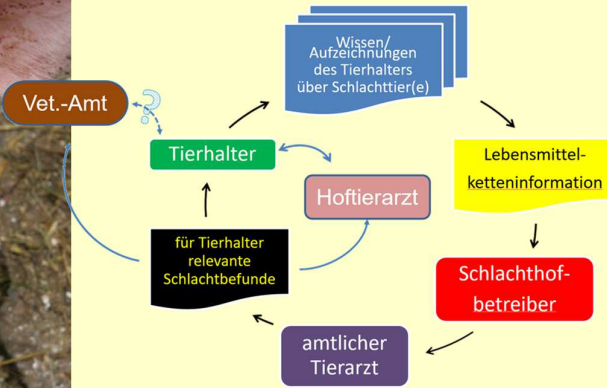 Wissen/
Aufzeichnungen
des Tierhalters
über Schlachttier(e)
Vet.-Amt
?
Tierhalter
Lebensmittel-
ketteninformation
Hoftierarzt
für Tierhalter
relevante
Schlachtbefunde
Schlachthof-
betreiber
amtlicher
Tierarzt